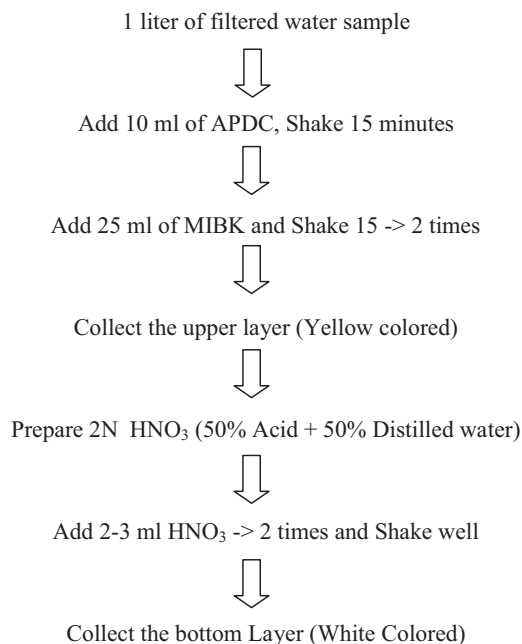 1 liter of filtered water sample
Add 10 ml of APDC, Shake 15 minutes
Add 25 ml of MIBK and Shake 15 -> 2 times
Collect the upper layer (Yellow colored)
Prepare 2N HNO₃ (50% Acid + 50% Distilled water)
Add 2-3 ml HNO₃ -> 2 times and Shake well
Collect the bottom Layer (White Colored)